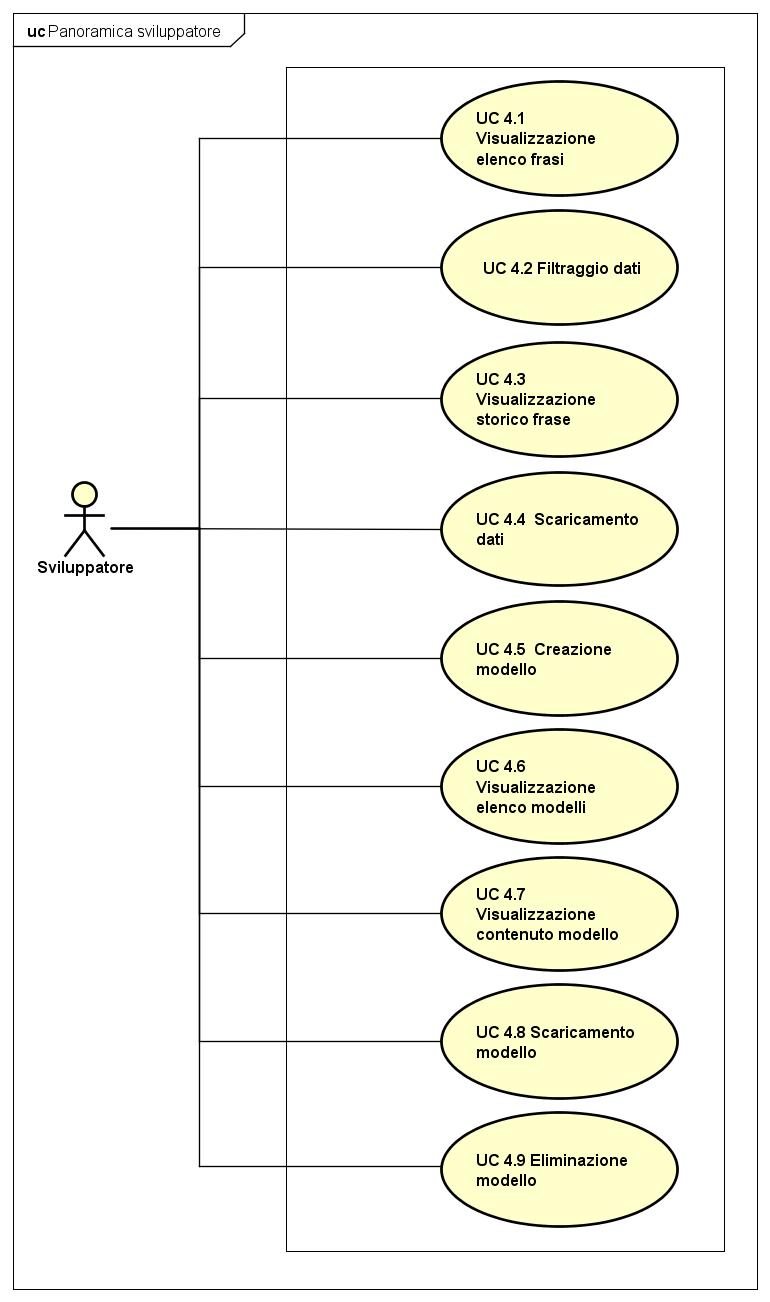 uc Panoramica sviluppatore
UC 4.1
Visualizzazione
elenco frasi
UC 4.2 Filtraggio dati
UC 4.3
Visualizzazione
storico frase
UC 4.4 Scaricamento
dati
Sviluppatore
UC 4.5 Creazione
modello
UC 4.6
Visualizzazione
elenco modelli
UC 4.7
Visualizzazione
contenuto modello
UC 4.8 Scaricamento
modello
UC 4.9 Eliminazione
modello